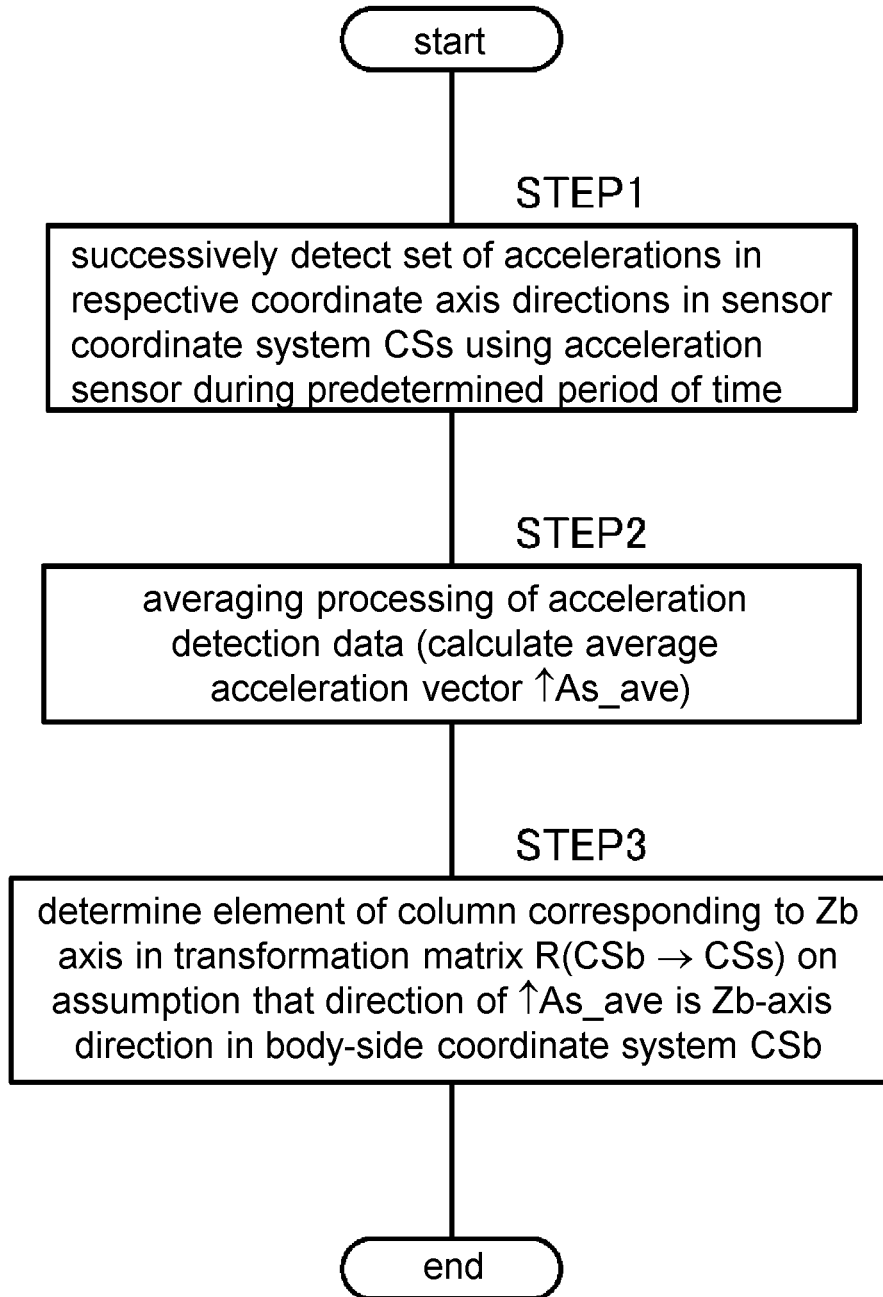 start
STEP1
successively detect set of accelerations in
respective coordinate axis directions in sensor
coordinate system CSs using acceleration
sensor during predetermined period of time
STEP2
averaging processing of acceleration
detection data (calculate average
acceleration vector ↑As_ave)
STEP3
determine element of column corresponding to Zb
axis in transformation matrix R(CSb → CSs) on
assumption that direction of ↑As_ave is Zb-axis
direction in body-side coordinate system CSb
end